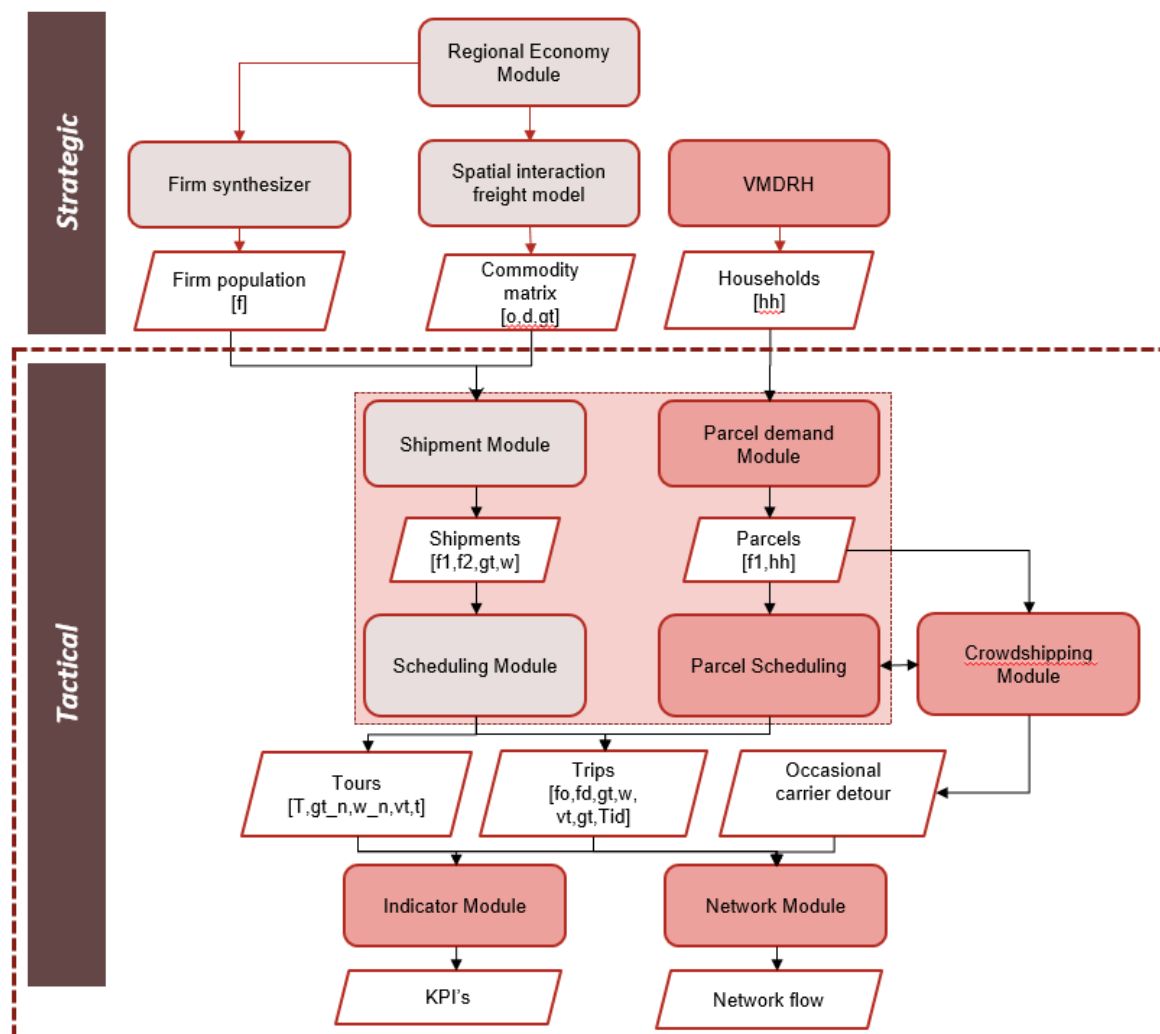 Strategic
Regional Economy
Module
Firm synthesizer
Spatial interaction
freight model
VMDRH
Firm population
[f]
Commodity
matrix
[o,d,gt]
Households
[hh]
Tactical
Shipment Module
Parcel demand
Module
Shipments
[f1,f2,gt,w]
Parcels
[f1,hh]
Scheduling Module
Parcel Scheduling
Crowdshipping
Module
Tours
[T,gt_n,w_n,vt,t]
Trips
[fo,fd,gt,w,
vt,gt,Tid]
Occasional
carrier detour
Indicator Module
Network Module
KPI's
Network flow